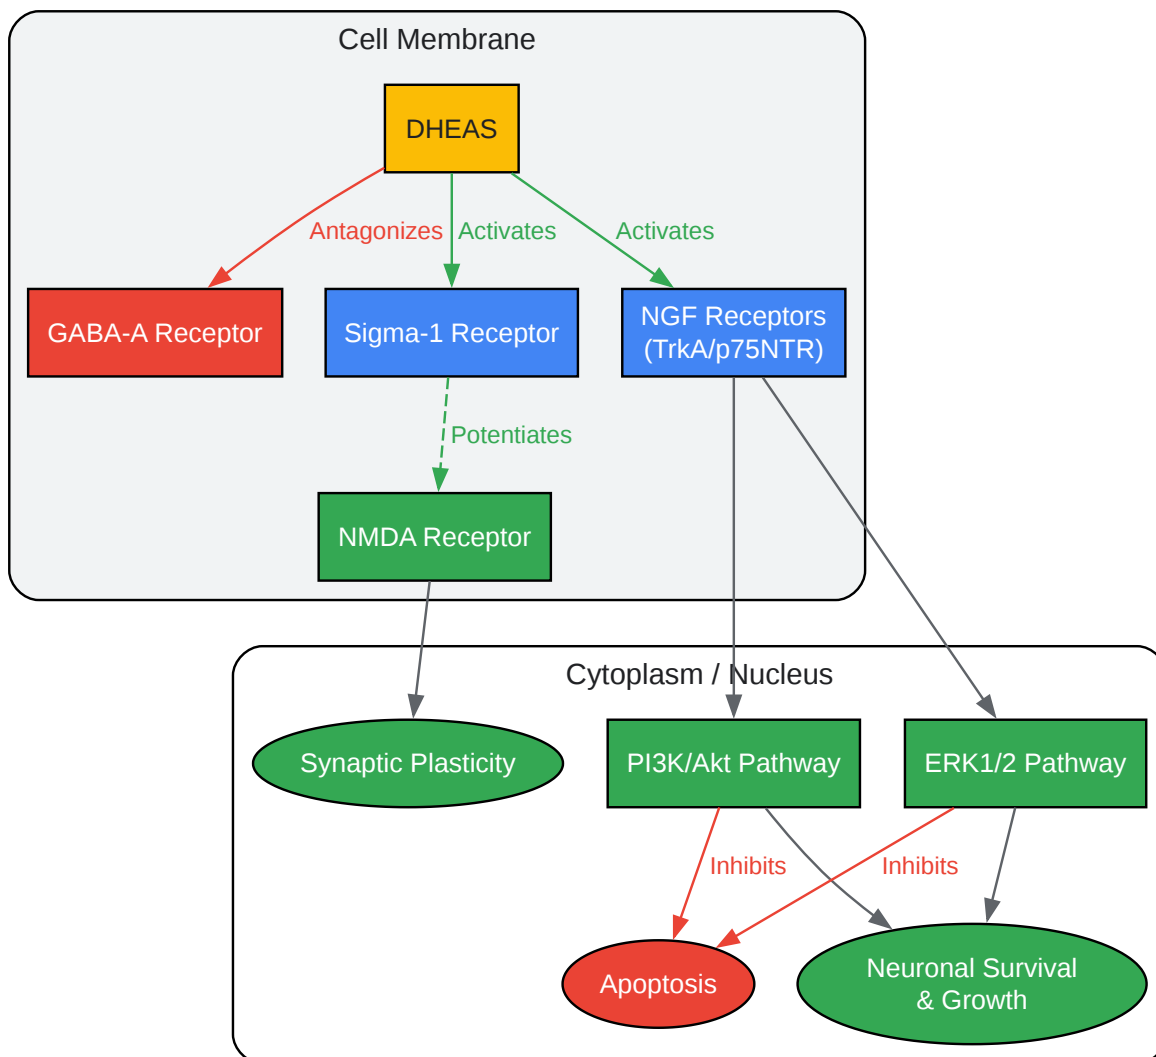 Cell Membrane
DHEAS
Antagonizes
Activates
Activates
GABA-A Receptor
Sigma-1 Receptor
NGF Receptors
(TrkA/p75NTR)
Potentiates
NMDA Receptor
Cytoplasm / Nucleus
Synaptic Plasticity
PI3K/Akt Pathway
ERK1/2 Pathway
Inhibits
Inhibits
Apoptosis
Neuronal Survival
& Growth